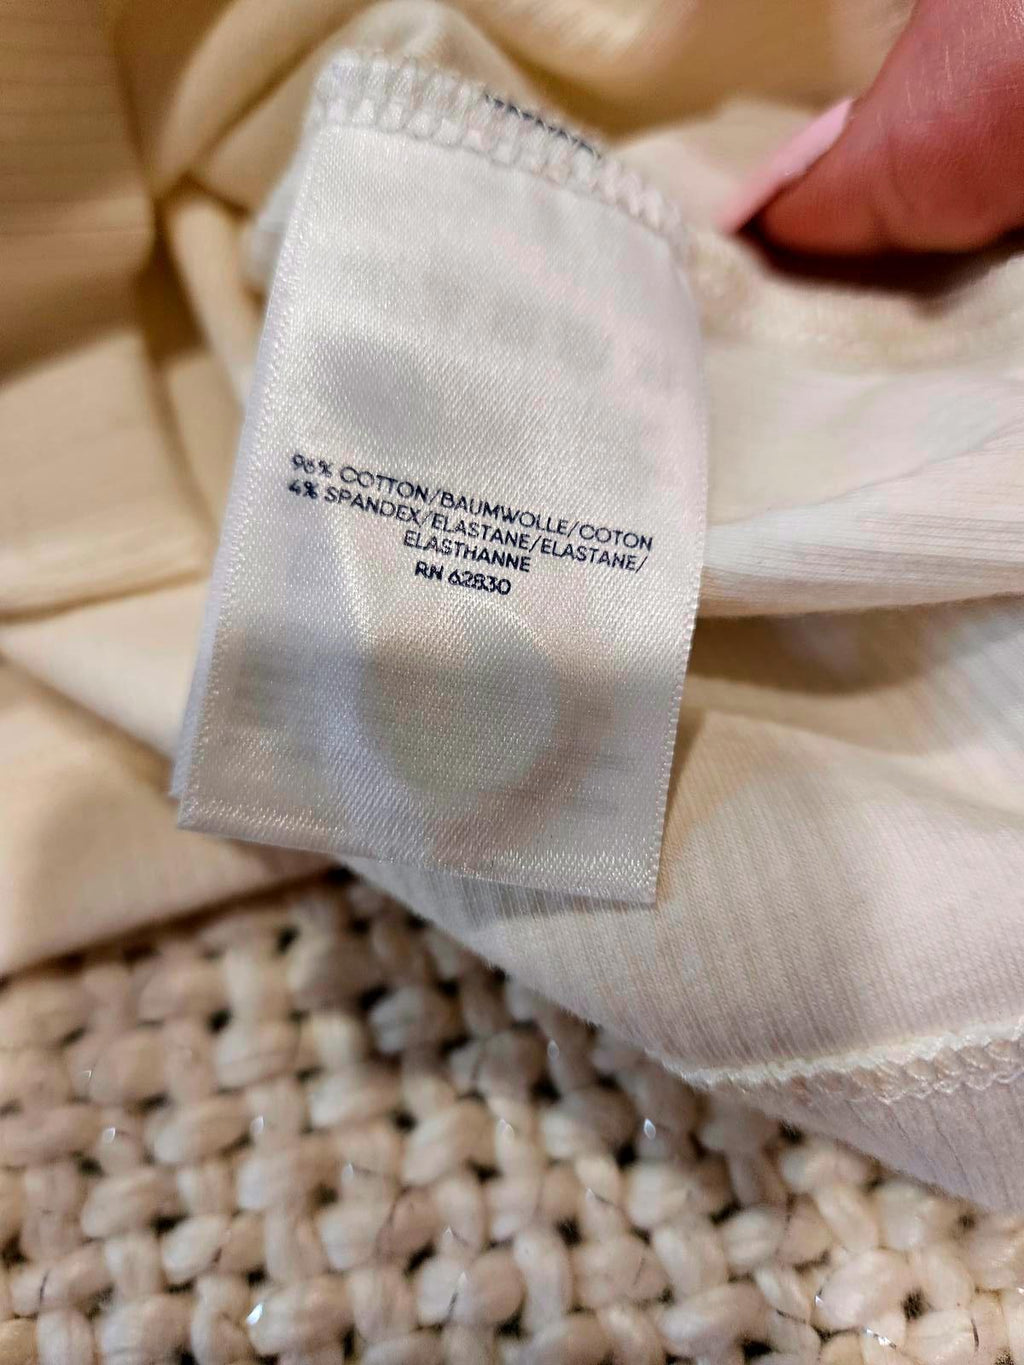 96% COTTON/BAUMWOLLE/COTON
4% SPANDEX/ELASTANE/ELASTANE/
ELASTHANNE
RN 62830